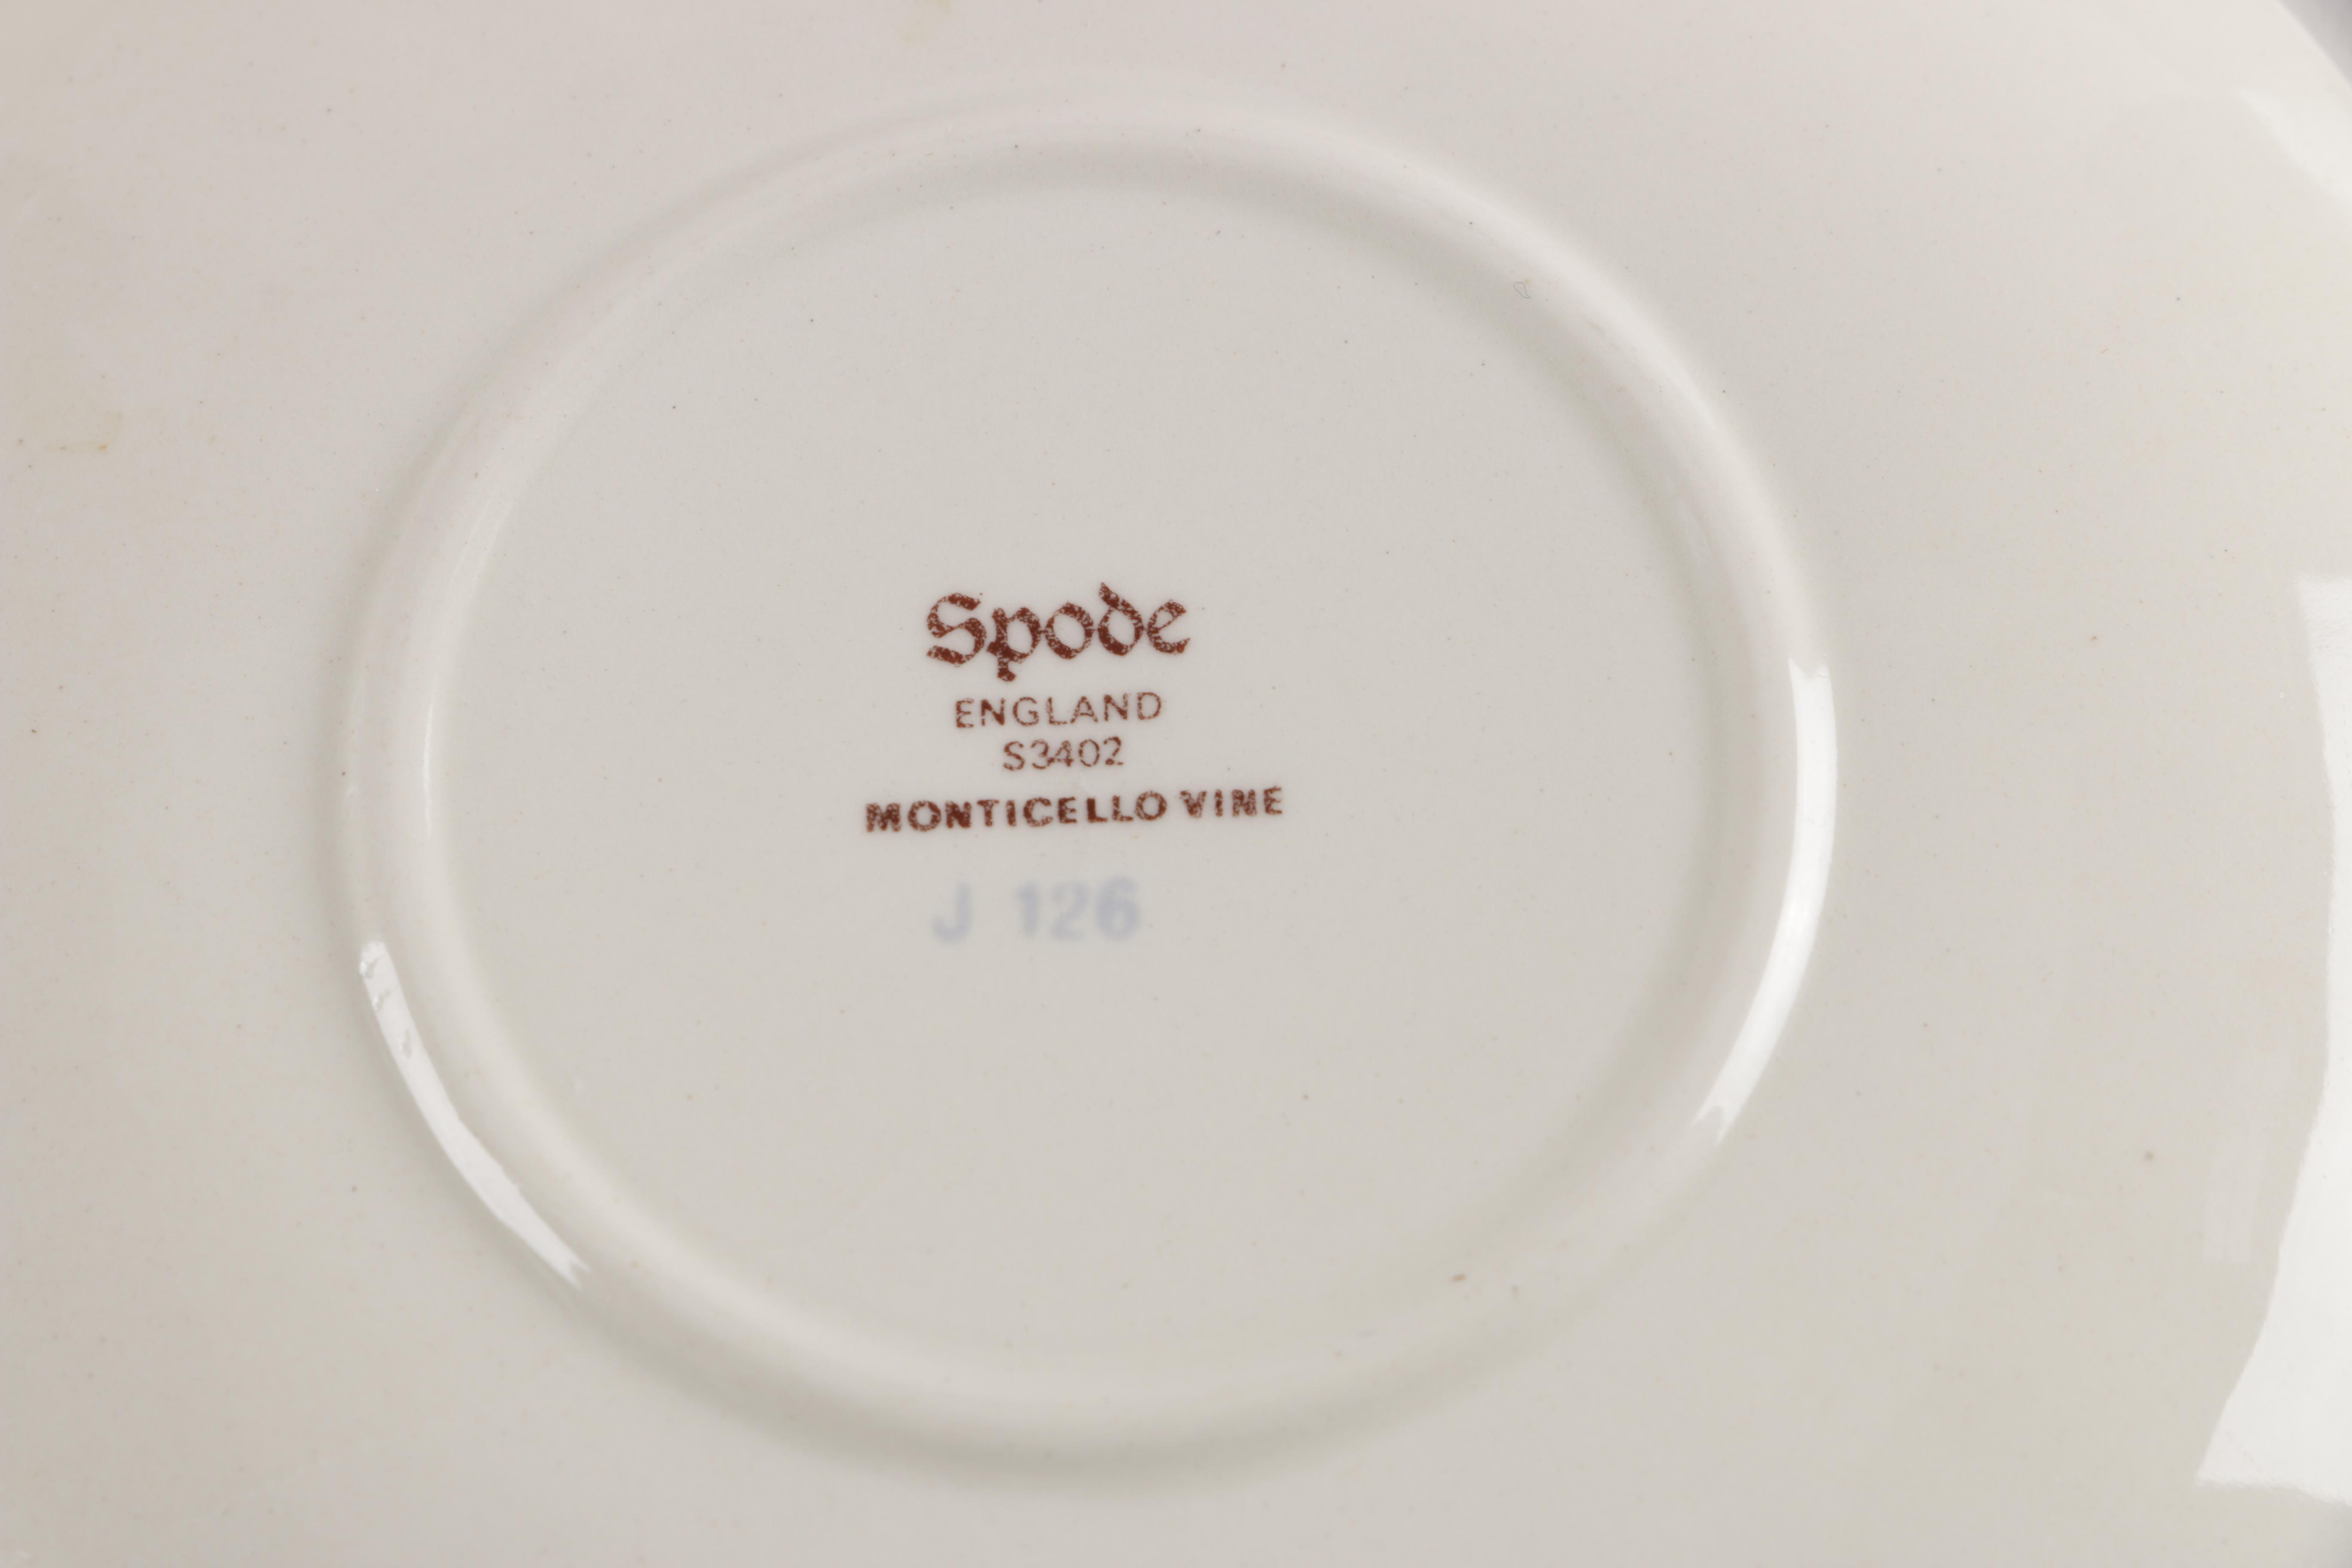 Spode
ENGLAND
S3402
MONTICELLO VINE
J 126